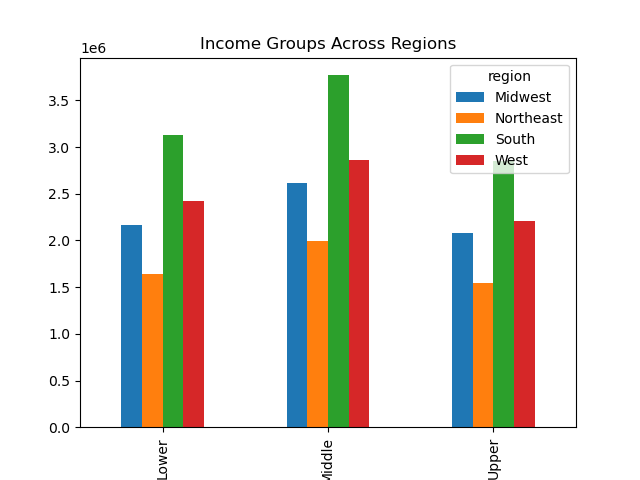 Income Groups Across Regions
1e6
3.5
3.0
2.5
2.0
1.5
1.0
0.5
0.0
region
Midwest
Northeast
South
West
Lower
Middle
Upper